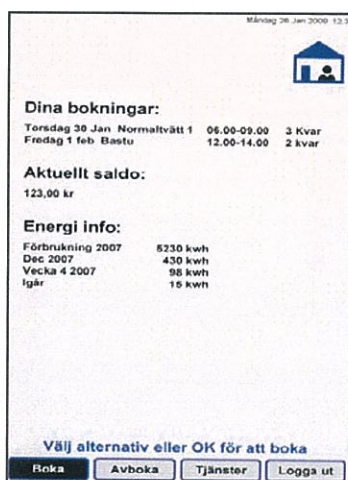 Måndag 26 Jan 2009 12:3
Dina bokningar:
Torsdag 30 Jan Normaltvätt 1 06.00-09.00 3 Kvar
Fredag 1 feb Bastu 12.00-14.00 2 kvar
Aktuellt saldo:
123,00 kr
Energi info:
Förbrukning 2007 5230 kwh
Dec 2007 430 kwh
Vecka 4 2007 98 kwh
Igår 15 kwh
Välj alternativ eller OK för att boka
Boka Avboka Tjänster Logga ut